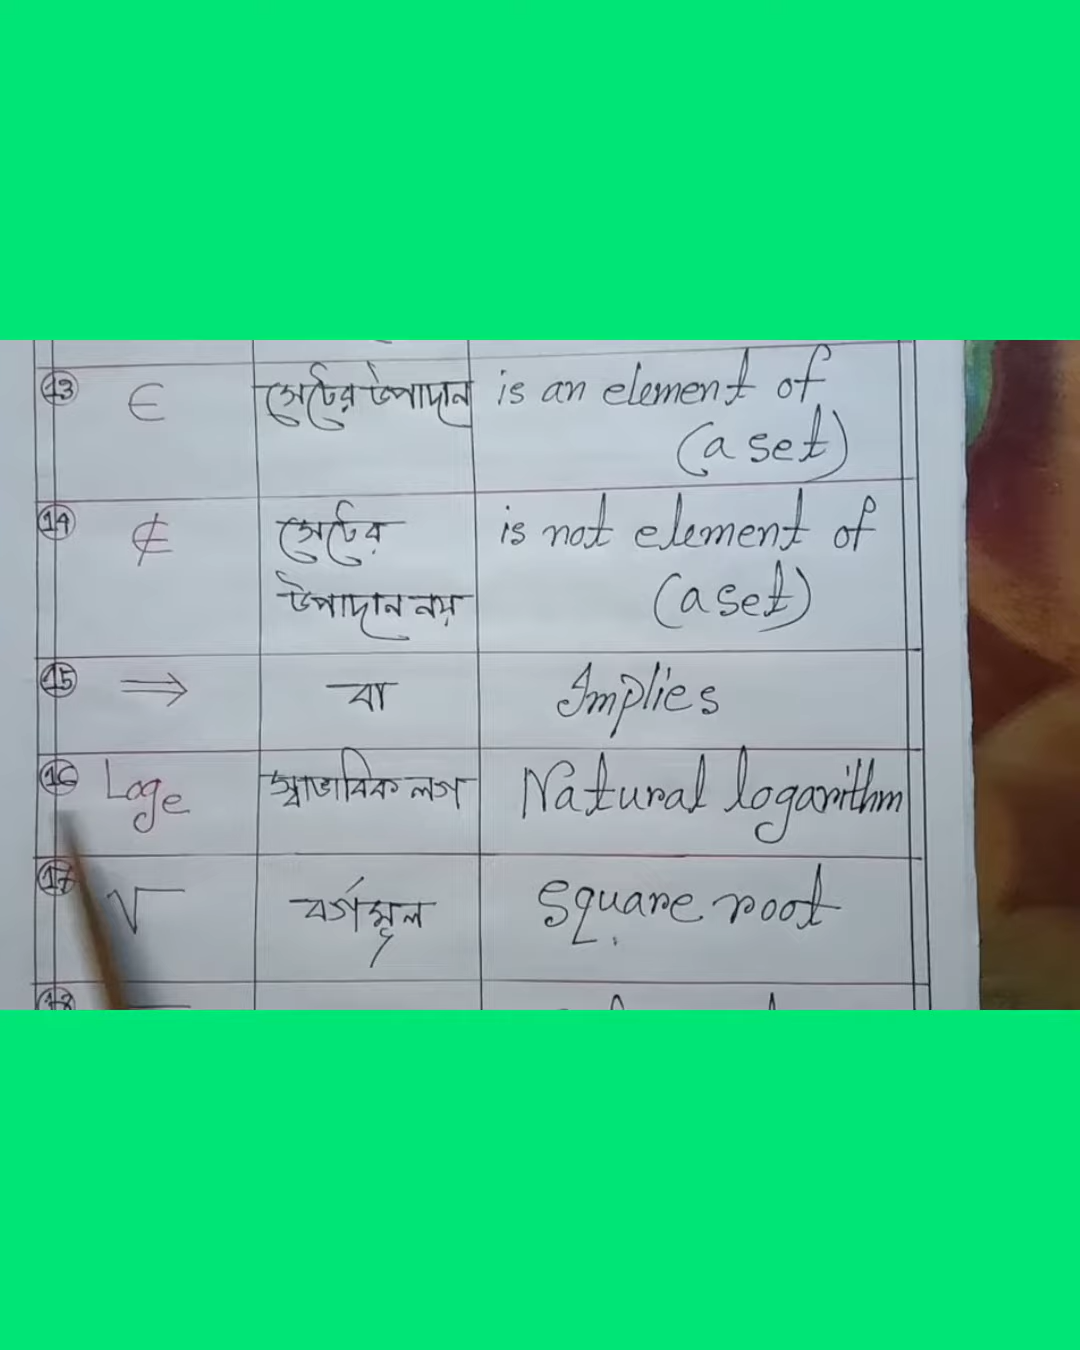 13 ∈ সেটের উপাদান is an element of
(a set)
14 ∉ সেটের is not element of
উপাদান নয় (a set)
15 ⇒ বা Implies
16 Loge স্বাভাবিক লগ Natural logarithm
17 √ বর্গমূল Square root
18